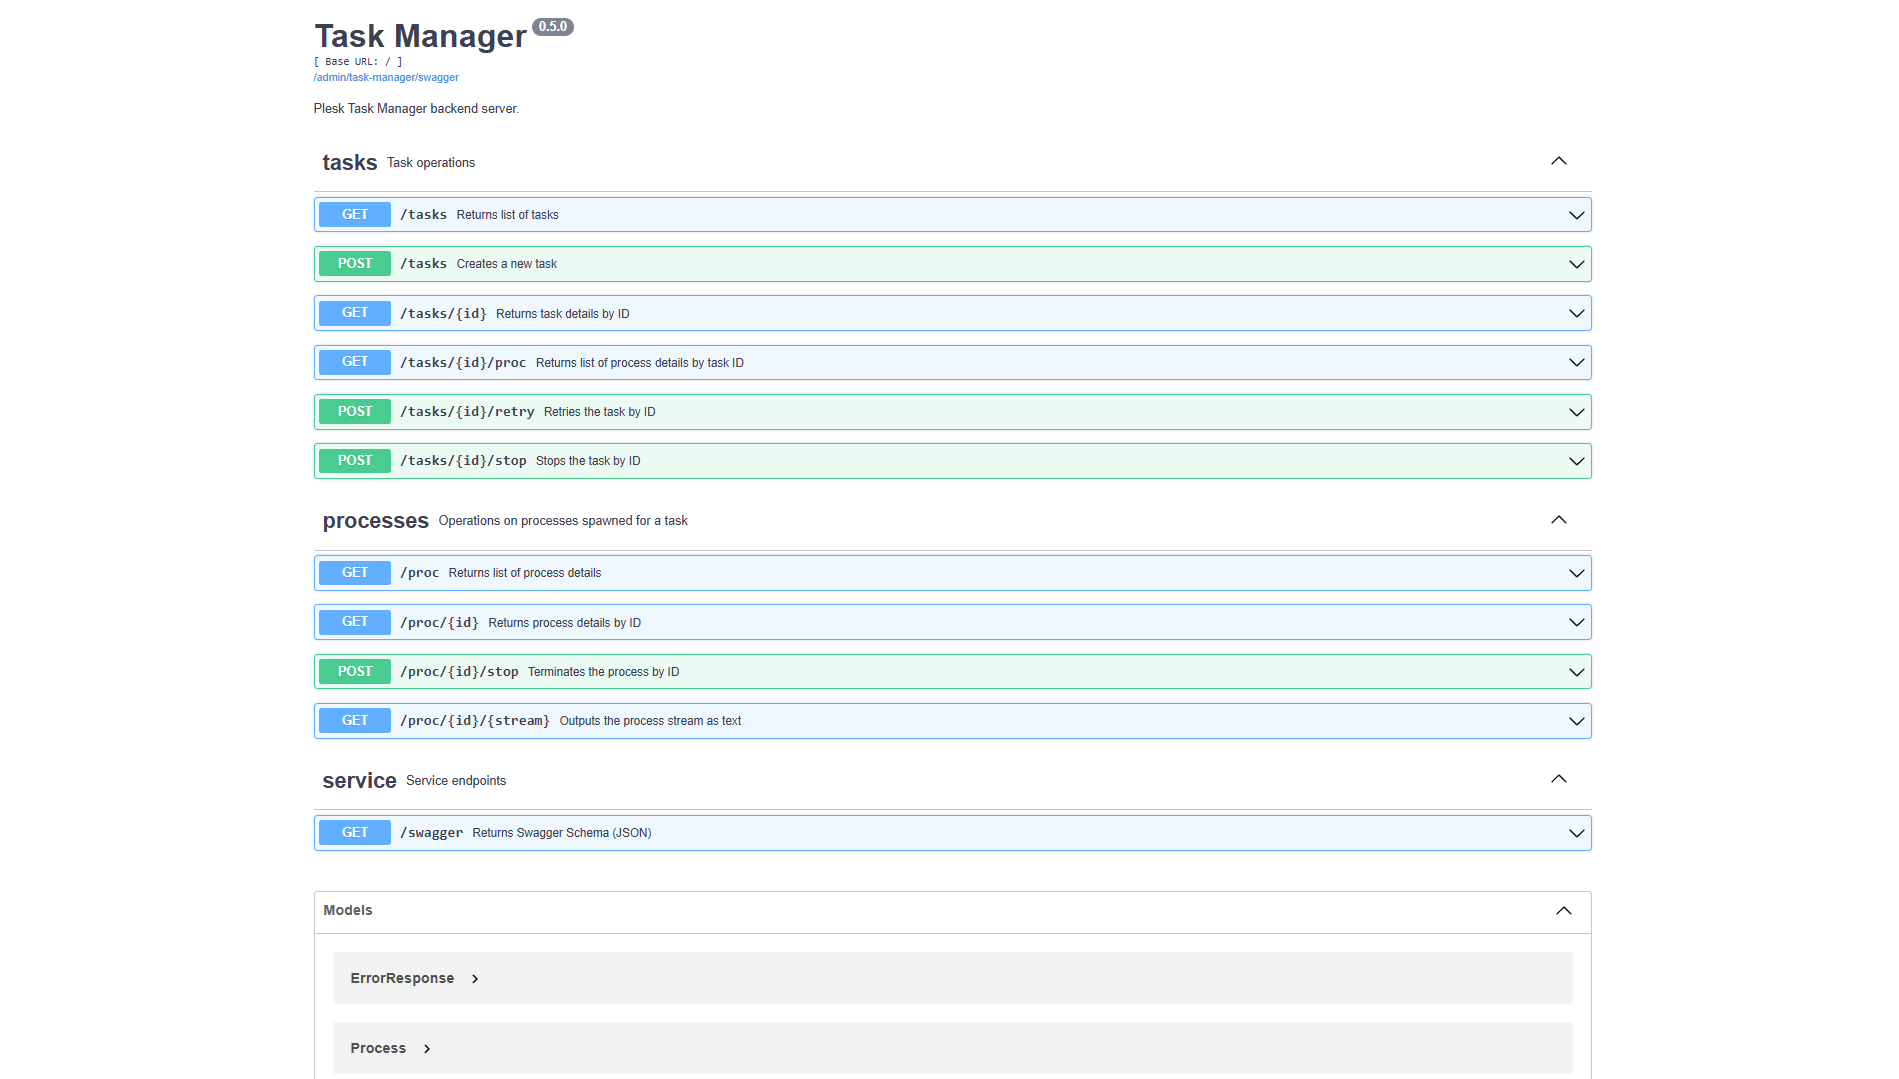 Task Manager 0.5.0
[ Base URL: / ]
/admin/task-manager/swagger
Plesk Task Manager backend server.
tasks Task operations
GET /tasks Returns list of tasks
POST /tasks Creates a new task
GET /tasks/{id} Returns task details by ID
GET /tasks/{id}/proc Returns list of process details by task ID
POST /tasks/{id}/retry Retries the task by ID
POST /tasks/{id}/stop Stops the task by ID
processes Operations on processes spawned for a task
GET /proc Returns list of process details
GET /proc/{id} Returns process details by ID
POST /proc/{id}/stop Terminates the process by ID
GET /proc/{id}/{stream} Outputs the process stream as text
service Service endpoints
GET /swagger Returns Swagger Schema (JSON)
Models
ErrorResponse
Process